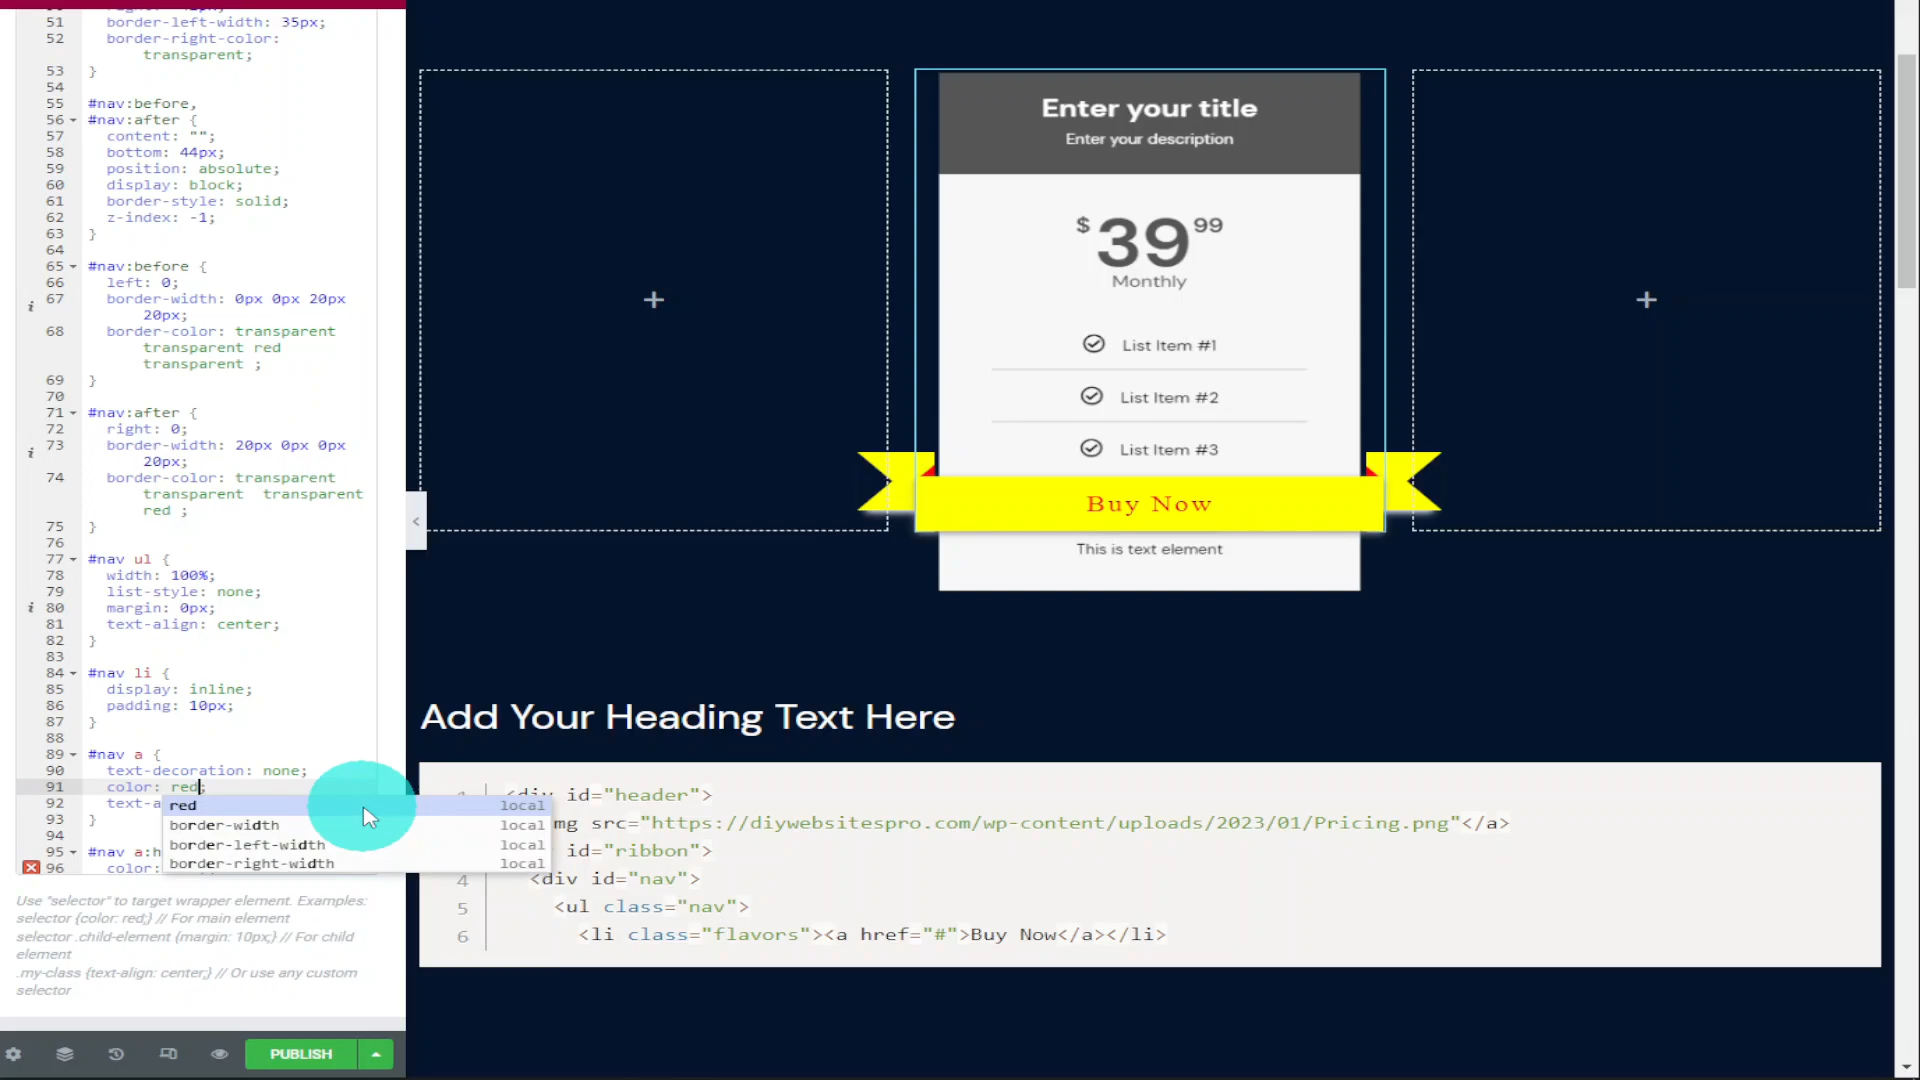 51 border-left-width: 35px;
52 border-right-color:
transparent;
53 }
54
55 #nav:before,
56 #nav:after {
57 content: "";
58 bottom: 44px;
59 position: absolute;
60 display: block;
61 border-style: solid;
62 z-index: -1;
63 }
64
65 #nav:before {
66 left: 0;
67 border-width: 0px 0px 20px
20px;
68 border-color: transparent
transparent red
transparent ;
69 }
70
71 #nav:after {
72 right: 0;
73 border-width: 20px 0px 0px
20px;
74 border-color: transparent
transparent transparent
red ;
75 }
76
77 #nav ul {
78 width: 100%;
79 list-style: none;
80 margin: 0px;
81 text-align: center;
82 }
83
84 #nav li {
85 display: inline;
86 padding: 10px;
87 }
88
89 #nav a {
90 text-decoration: none;
91 color: red;
92 text-a
93 }
94
95 #nav a:h
96 color:
red local
border-width local
border-left-width local
border-right-width local
Use "selector" to target wrapper element. Examples:
selector {color: red;} // For main element
selector .child-element {margin: 10px;} // For child
element
.my-class {text-align: center;} // Or use any custom
selector
PUBLISH
Enter your title
Enter your description
$ 39 99
Monthly
List Item #1
List Item #2
List Item #3
Buy Now
This is text element
Add Your Heading Text Here
div id="header">
mg src="https://diywebsitespro.com/wp-content/uploads/2023/01/Pricing.png"</a>
id="ribbon">
4 <div id="nav">
5 <ul class="nav">
6 <li class="flavors"><a href="#">Buy Now</a></li>